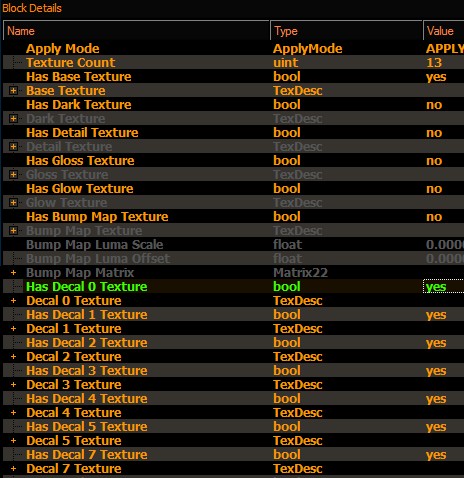 Block Details
Name Type Value
Apply Mode ApplyMode APPLY
Texture Count uint 13
Has Base Texture bool yes
Base Texture TexDesc
Has Dark Texture bool no
Dark Texture TexDesc
Has Detail Texture bool no
Detail Texture TexDesc
Has Gloss Texture bool no
Gloss Texture TexDesc
Has Glow Texture bool no
Glow Texture TexDesc
Has Bump Map Texture bool no
Bump Map Texture TexDesc
Bump Map Luma Scale float 0.0000
Bump Map Luma Offset float 0.0000
Bump Map Matrix Matrix22
Has Decal 0 Texture bool yes
Decal 0 Texture TexDesc
Has Decal 1 Texture bool yes
Decal 1 Texture TexDesc
Has Decal 2 Texture bool yes
Decal 2 Texture TexDesc
Has Decal 3 Texture bool yes
Decal 3 Texture TexDesc
Has Decal 4 Texture bool yes
Decal 4 Texture TexDesc
Has Decal 5 Texture bool yes
Decal 5 Texture TexDesc
Has Decal 7 Texture bool yes
Decal 7 Texture TexDesc